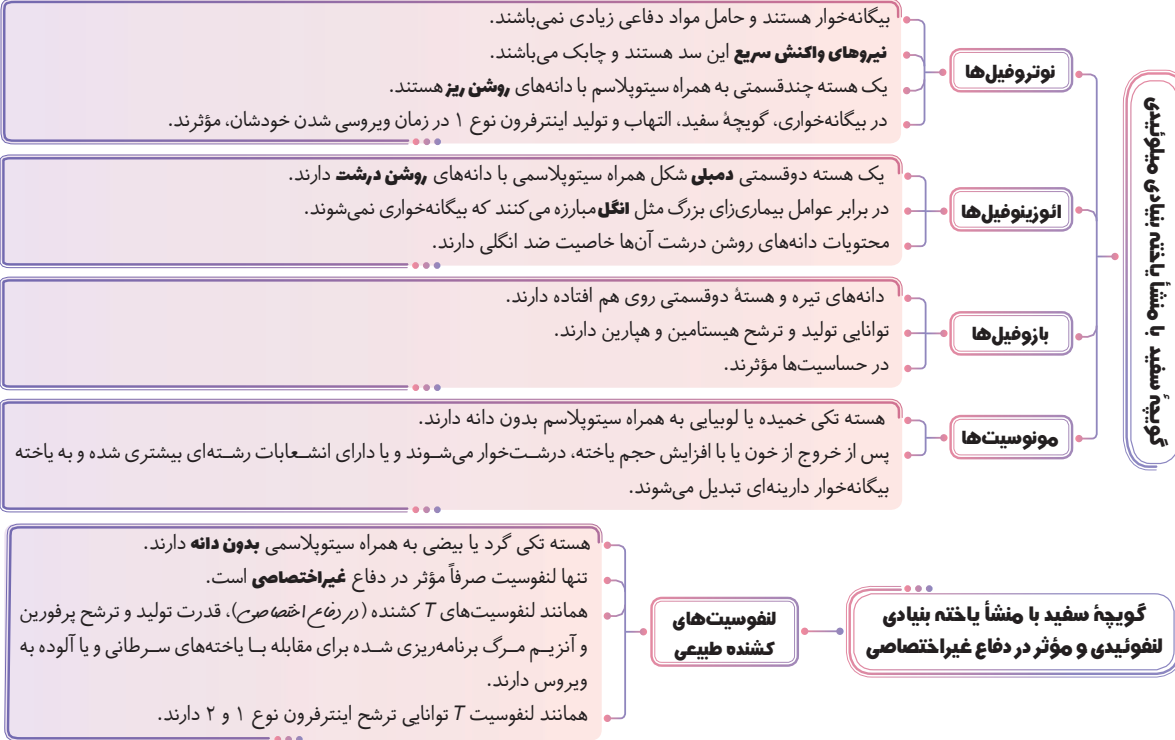 گویچهٔ سفید با منشأ یاخته بنیادی میلوئیدی
نوتروفیل‌ها
بیگانه‌خوار هستند و حامل مواد دفاعی زیادی نمی‌باشند.
نیروهای واکنش سریع این سد هستند و چابک می‌باشند.
یک هسته چندقسمتی به همراه سیتوپلاسم با دانه‌های روشن ریز هستند.
در بیگانه‌خواری، گویچهٔ سفید، التهاب و تولید اینترفرون نوع ۱ در زمان ویروسی شدن خودشان، مؤثرند.
ائوزینوفیل‌ها
یک هسته دوقسمتی دمبلی شکل همراه سیتوپلاسمی با دانه‌های روشن درشت دارند.
در برابر عوامل بیماری‌زای بزرگ مثل انگل مبارزه می‌کنند که بیگانه‌خواری نمی‌شوند.
محتویات دانه‌های روشن درشت آن‌ها خاصیت ضد انگلی دارند.
بازوفیل‌ها
دانه‌های تیره و هستهٔ دوقسمتی روی هم افتاده دارند.
توانایی تولید و ترشح هیستامین و هپارین دارند.
در حساسیت‌ها مؤثرند.
مونوسیت‌ها
هسته تکی خمیده یا لوبیایی به همراه سیتوپلاسم بدون دانه دارند.
پس از خروج از خون یا با افزایش حجم یاخته، درشت‌خوار می‌شوند و یا دارای انشعابات رشته‌ای بیشتری شده و به یاخته
بیگانه‌خوار دارینه‌ای تبدیل می‌شوند.
گویچهٔ سفید با منشأ یاخته بنیادی
لنفوئیدی و مؤثر در دفاع غیراختصاصی
لنفوسیت‌های
کشنده طبیعی
هسته تکی گرد یا بیضی به همراه سیتوپلاسمی بدون دانه دارند.
تنها لنفوسیت صرفاً مؤثر در دفاع غیراختصاصی است.
همانند لنفوسیت‌های T کشنده (در دفاع اختصاصی)، قدرت تولید و ترشح پرفورین
و آنزیم مرگ برنامه‌ریزی شده برای مقابله با یاخته‌های سرطانی و یا آلوده به
ویروس دارند.
همانند لنفوسیت T توانایی ترشح اینترفرون نوع ۱ و ۲ دارند.